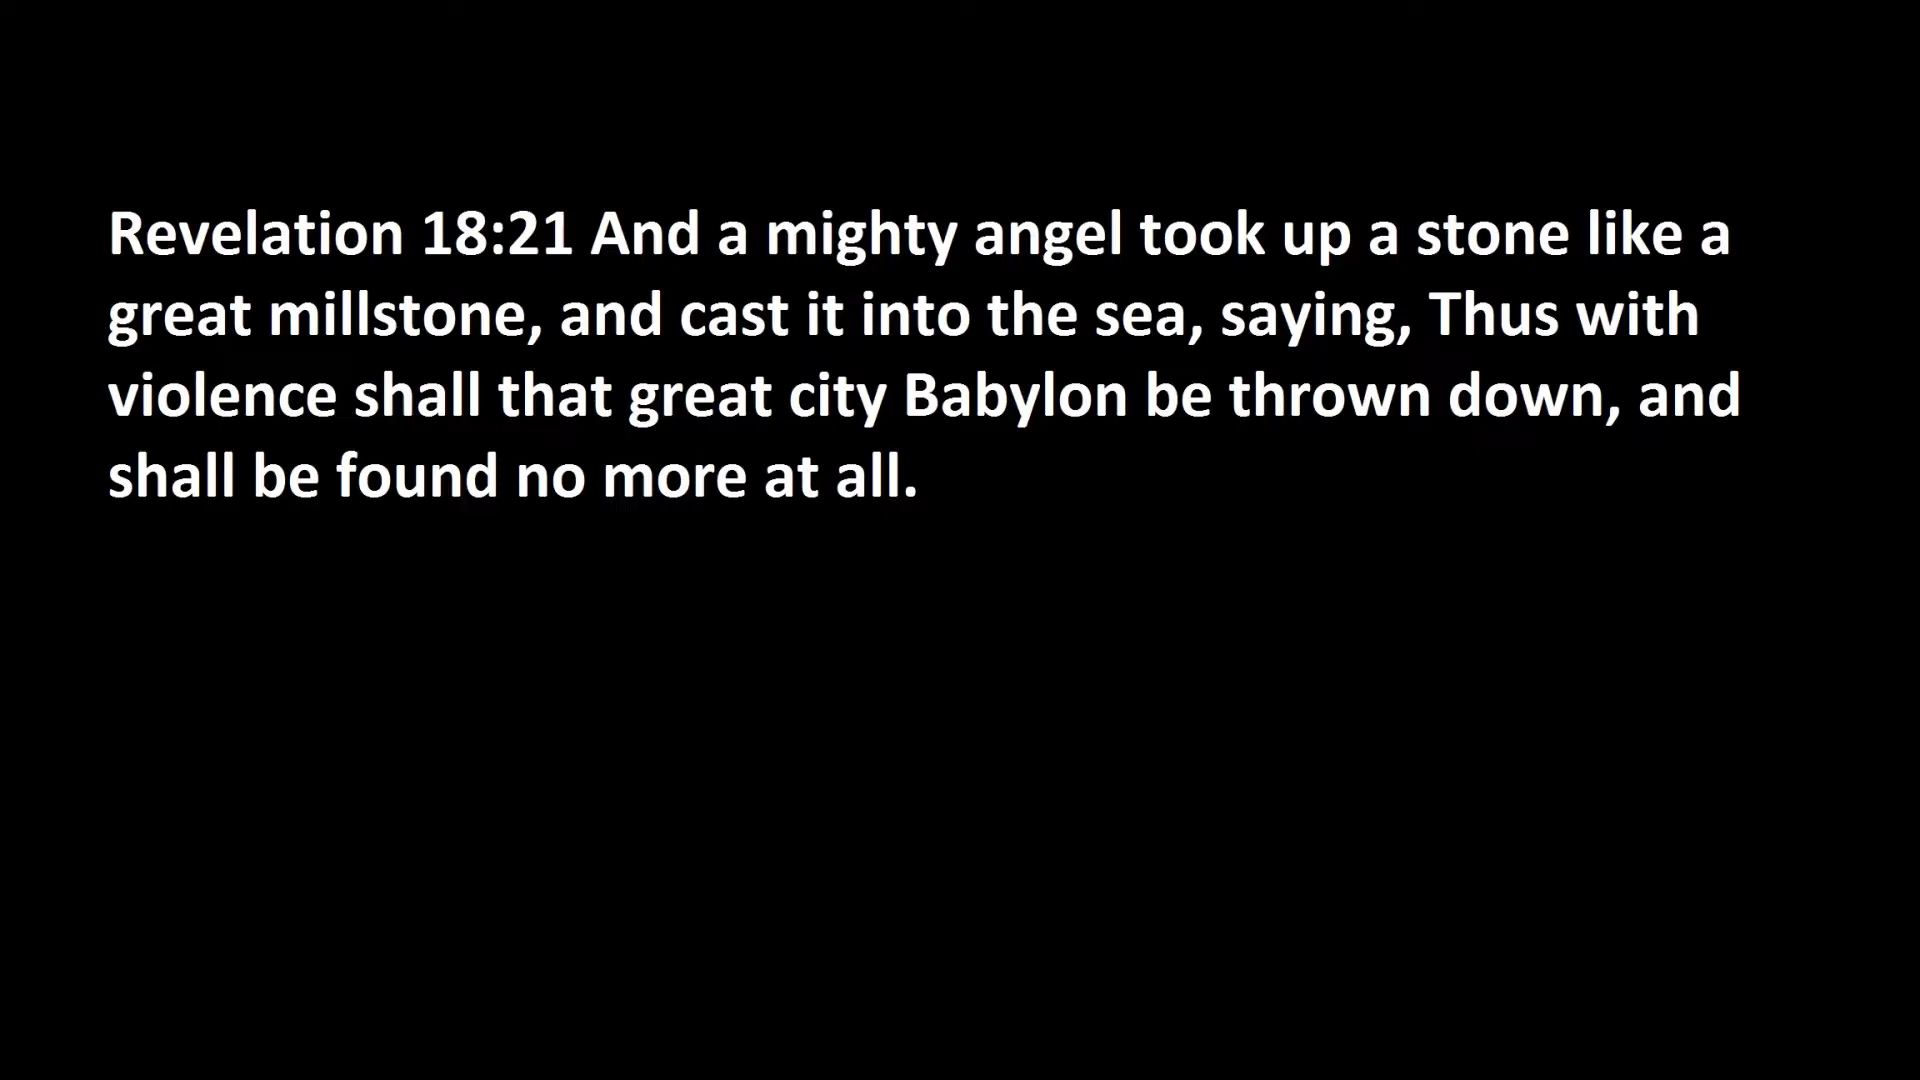 Revelation 18:21 And a mighty angel took up a stone like a
great millstone, and cast it into the sea, saying, Thus with
violence shall that great city Babylon be thrown down, and
shall be found no more at all.